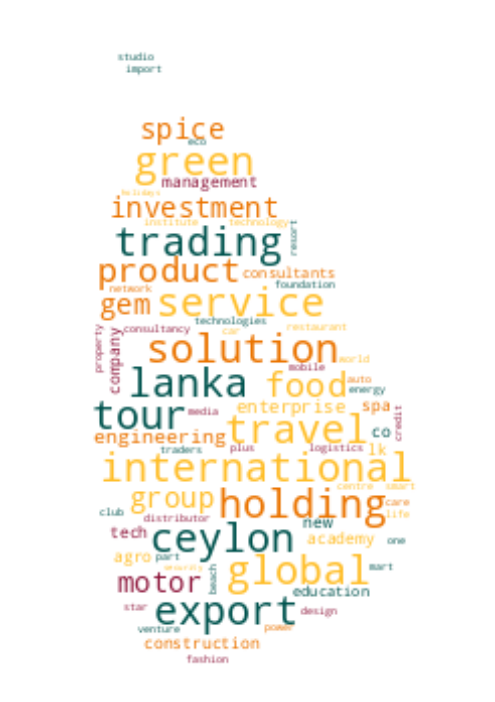 studio
import
spice
eco
green
management
holidays
investment
institute technology
resort
trading
product consultants
foundation
network
gem service
technologies
consultancy car restaurant
property
company
solution world
mobile
lanka food auto
energy
tour media enterprise spa
credit
engineering travel co
traders plus logistics lk
international
centre smart
group holding care
club distributor new life
tech ceylon academy one
agro part
security global mart
motor beach education
star export design
venture power
construction
fashion